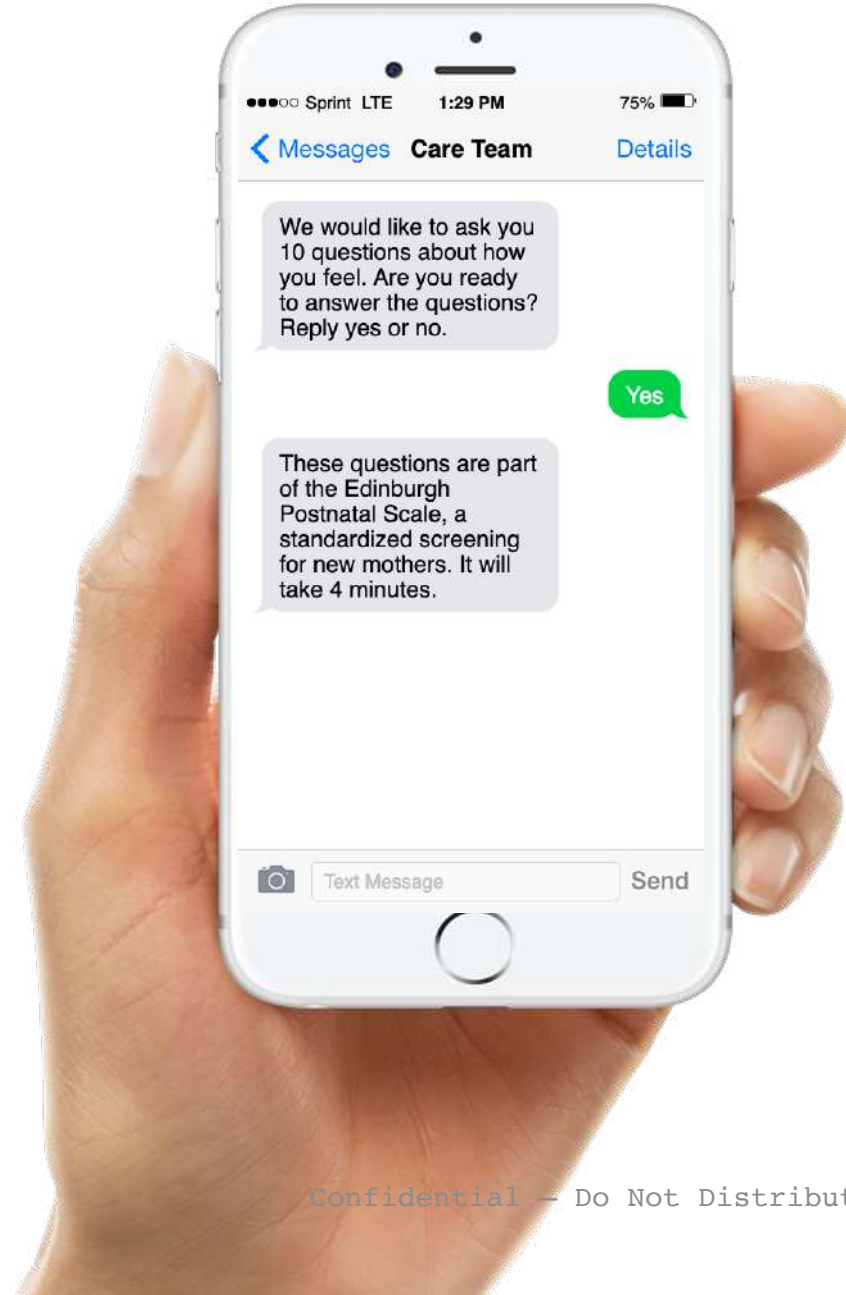 Sprint LTE 1:29 PM 75%
Messages Care Team Details
We would like to ask you
10 questions about how
you feel. Are you ready
to answer the questions?
Reply yes or no.
Yes
These questions are part
of the Edinburgh
Postnatal Scale, a
standardized screening
for new mothers. It will
take 4 minutes.
Text Message Send
Confidential – Do Not Distribut